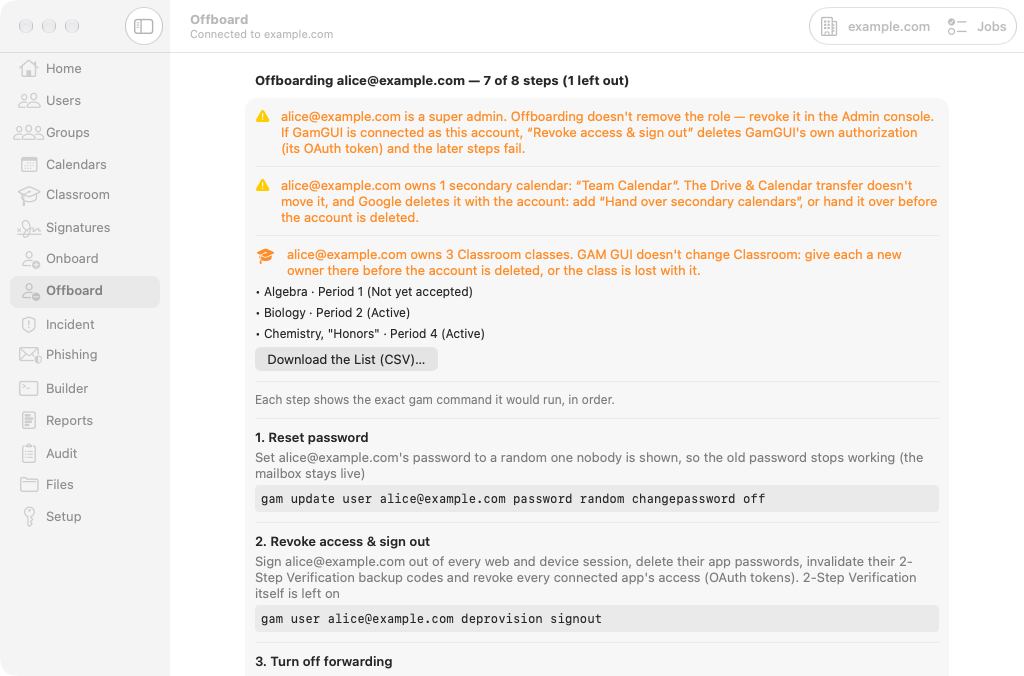 Offboard
Connected to example.com
example.com
Jobs
Home
Users
Groups
Calendars
Classroom
Signatures
Onboard
Offboard
Incident
Phishing
Builder
Reports
Audit
Files
Setup
Offboarding alice@example.com — 7 of 8 steps (1 left out)
alice@example.com is a super admin. Offboarding doesn't remove the role — revoke it in the Admin console.
If GamGUI is connected as this account, “Revoke access & sign out” deletes GamGUI's own authorization
(its OAuth token) and the later steps fail.
alice@example.com owns 1 secondary calendar: “Team Calendar”. The Drive & Calendar transfer doesn't
move it, and Google deletes it with the account: add “Hand over secondary calendars”, or hand it over before
the account is deleted.
alice@example.com owns 3 Classroom classes. GAM GUI doesn't change Classroom: give each a new
owner there before the account is deleted, or the class is lost with it.
• Algebra · Period 1 (Not yet accepted)
• Biology · Period 2 (Active)
• Chemistry, "Honors" · Period 4 (Active)
Download the List (CSV)...
Each step shows the exact gam command it would run, in order.
1. Reset password
Set alice@example.com's password to a random one nobody is shown, so the old password stops working (the
mailbox stays live)
gam update user alice@example.com password random changepassword off
2. Revoke access & sign out
Sign alice@example.com out of every web and device session, delete their app passwords, invalidate their 2-
Step Verification backup codes and revoke every connected app's access (OAuth tokens). 2-Step Verification
itself is left on
gam user alice@example.com deprovision signout
3. Turn off forwarding